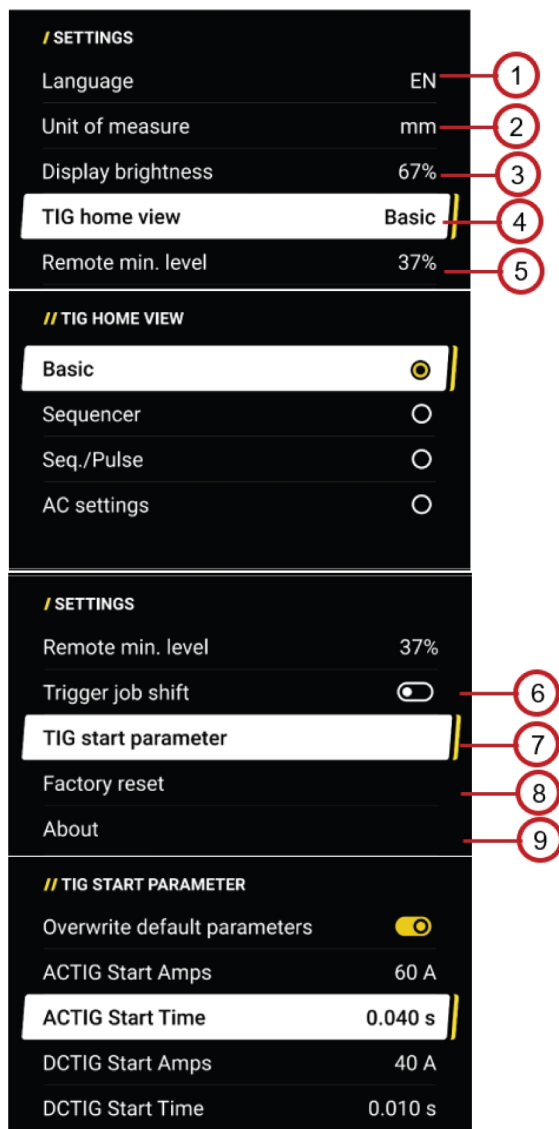 / SETTINGS
Language EN 1
Unit of measure mm 2
Display brightness 67% 3
TIG home view Basic 4
Remote min. level 37% 5
// TIG HOME VIEW
Basic
Sequencer
Seq./Pulse
AC settings
/ SETTINGS
Remote min. level 37%
Trigger job shift 6
TIG start parameter 7
Factory reset 8
About 9
// TIG START PARAMETER
Overwrite default parameters
ACTIG Start Amps 60 A
ACTIG Start Time 0.040 s
DCTIG Start Amps 40 A
DCTIG Start Time 0.010 s